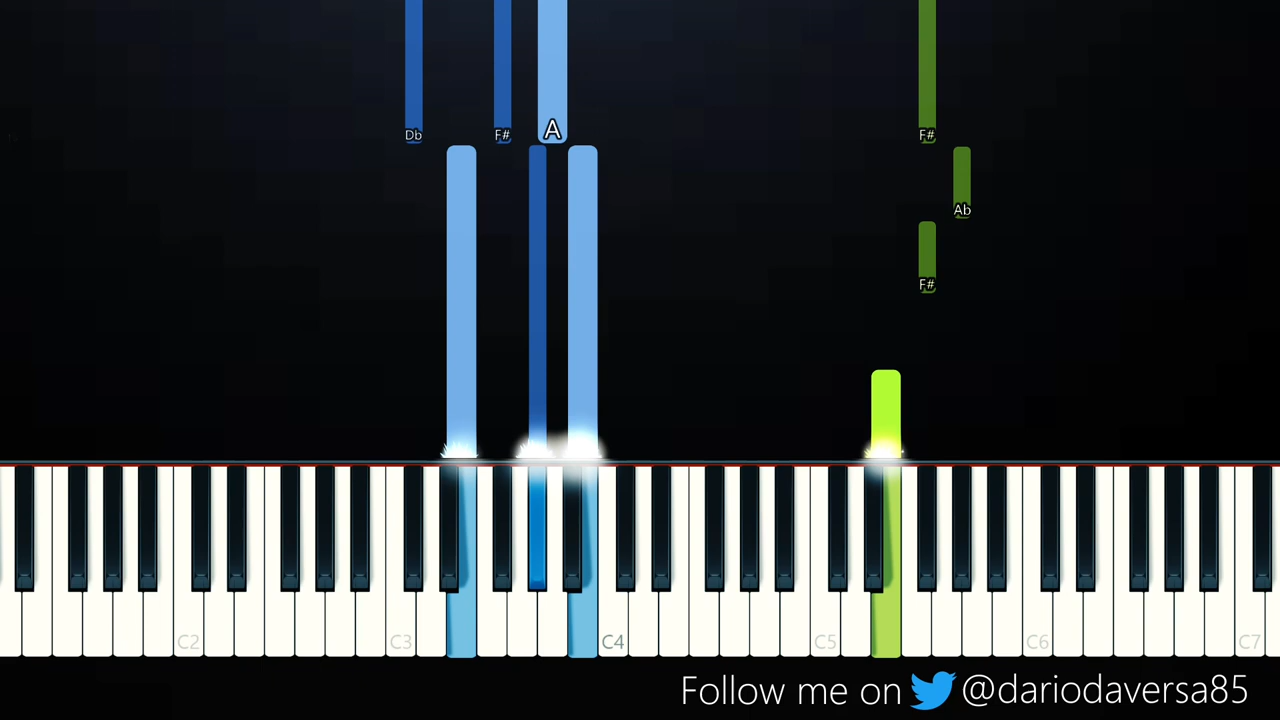 Db F# A F#
Ab
F#
C2 C3 C4 C5 C6 C7
Follow me on @dariodaversa85